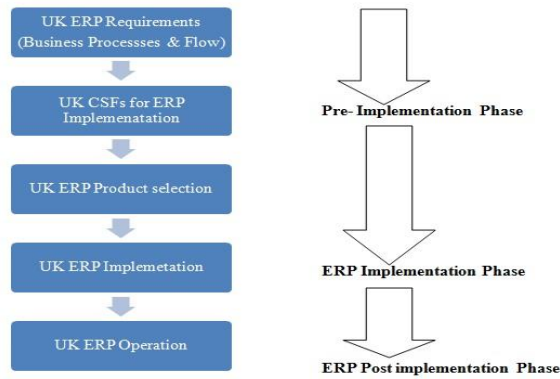 UK ERP Requirements
(Business Processses & Flow)
UK CSFs for ERP
Implemenatation
UK ERP Product selection
UK ERP Implemetation
UK ERP Operation
Pre- Implementation Phase
ERP Implementation Phase
ERP Post implementation Phase